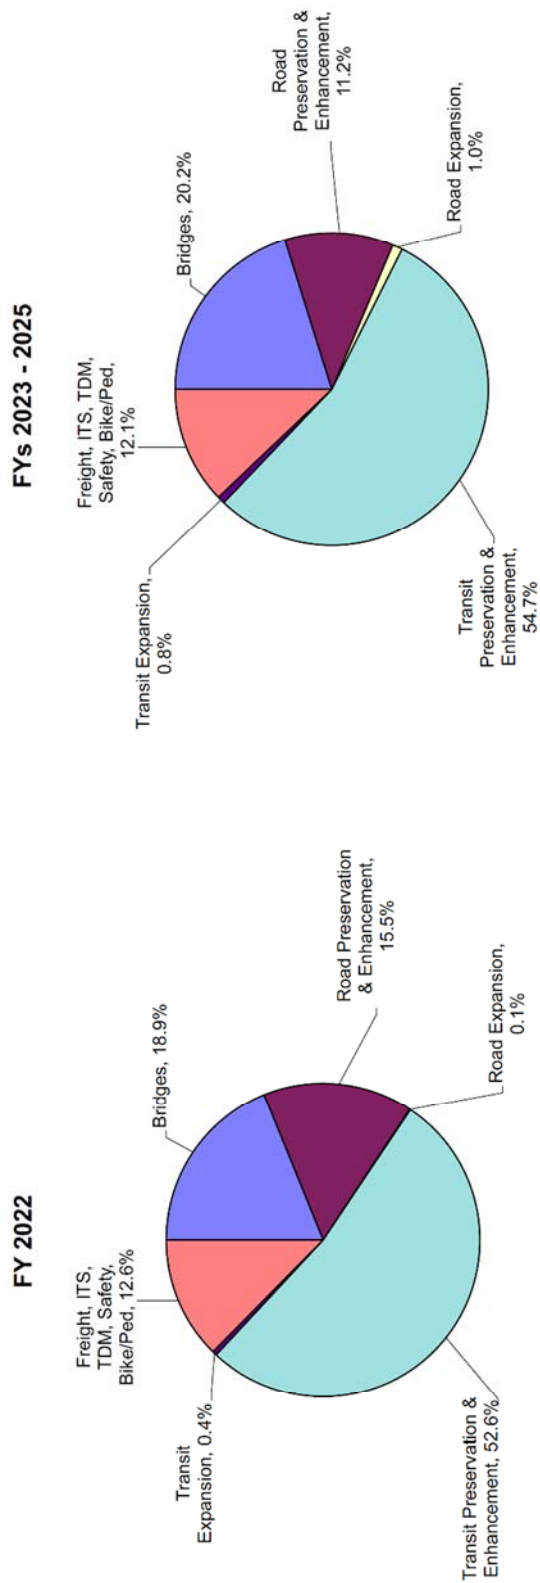 FY 2022
Freight, ITS,
TDM, Safety,
Bike/Ped, 12.6%
Bridges, 18.9%
Road Preservation
& Enhancement,
15.5%
Road Expansion,
0.1%
Transit Preservation &
Enhancement, 52.6%
Transit
Expansion, 0.4%
FYs 2023 - 2025
Freight, ITS, TDM,
Safety, Bike/Ped,
12.1%
Bridges, 20.2%
Road
Preservation &
Enhancement,
11.2%
Road Expansion,
1.0%
Transit
Preservation &
Enhancement,
54.7%
Transit Expansion,
0.8%